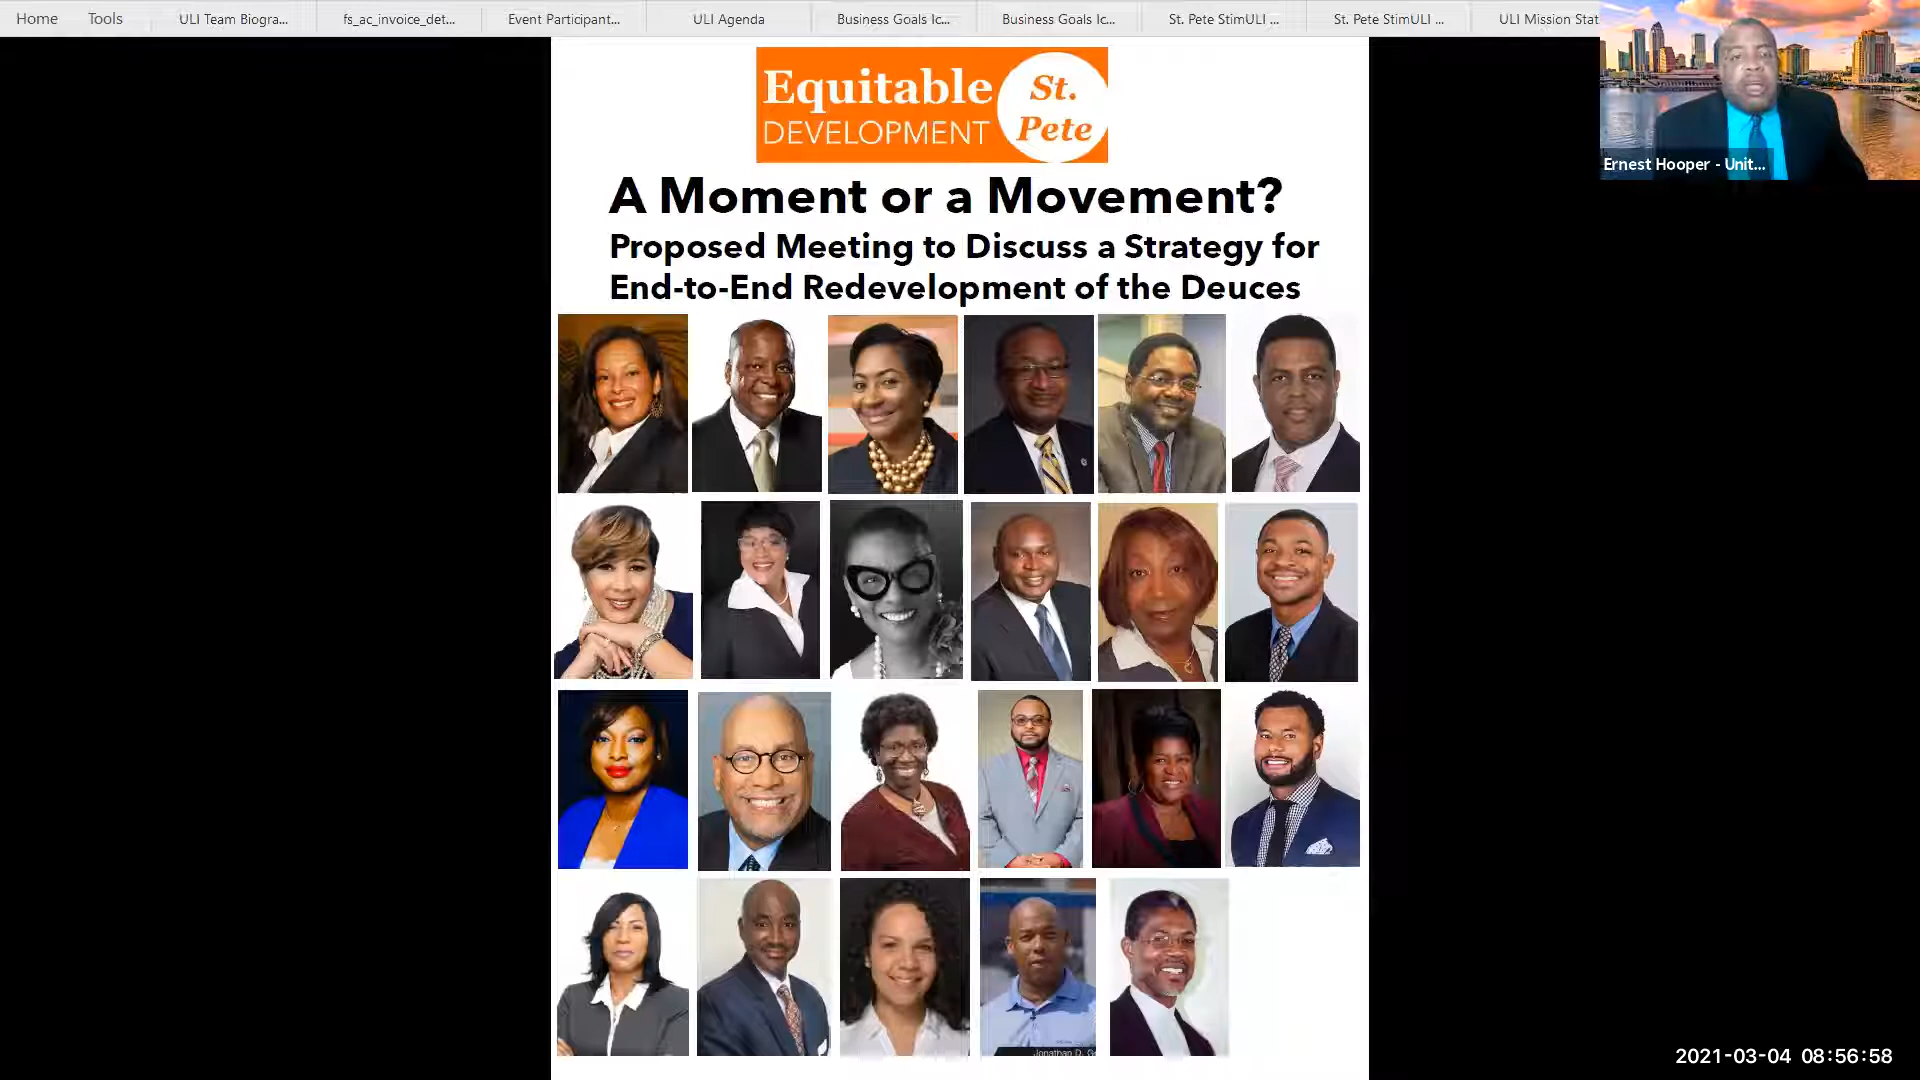 Home Tools ULI Team Biogra... fs_ac_invoice_det... Event Participant... ULI Agenda Business Goals Ic... Business Goals Ic... St. Pete StimULI ... St. Pete StimULI ... ULI Mission Stat
Equitable
DEVELOPMENT
St.
Pete
Ernest Hooper - Unit...
A Moment or a Movement?
Proposed Meeting to Discuss a Strategy for
End-to-End Redevelopment of the Deuces
Jonathan D.
2021-03-04 08:56:58